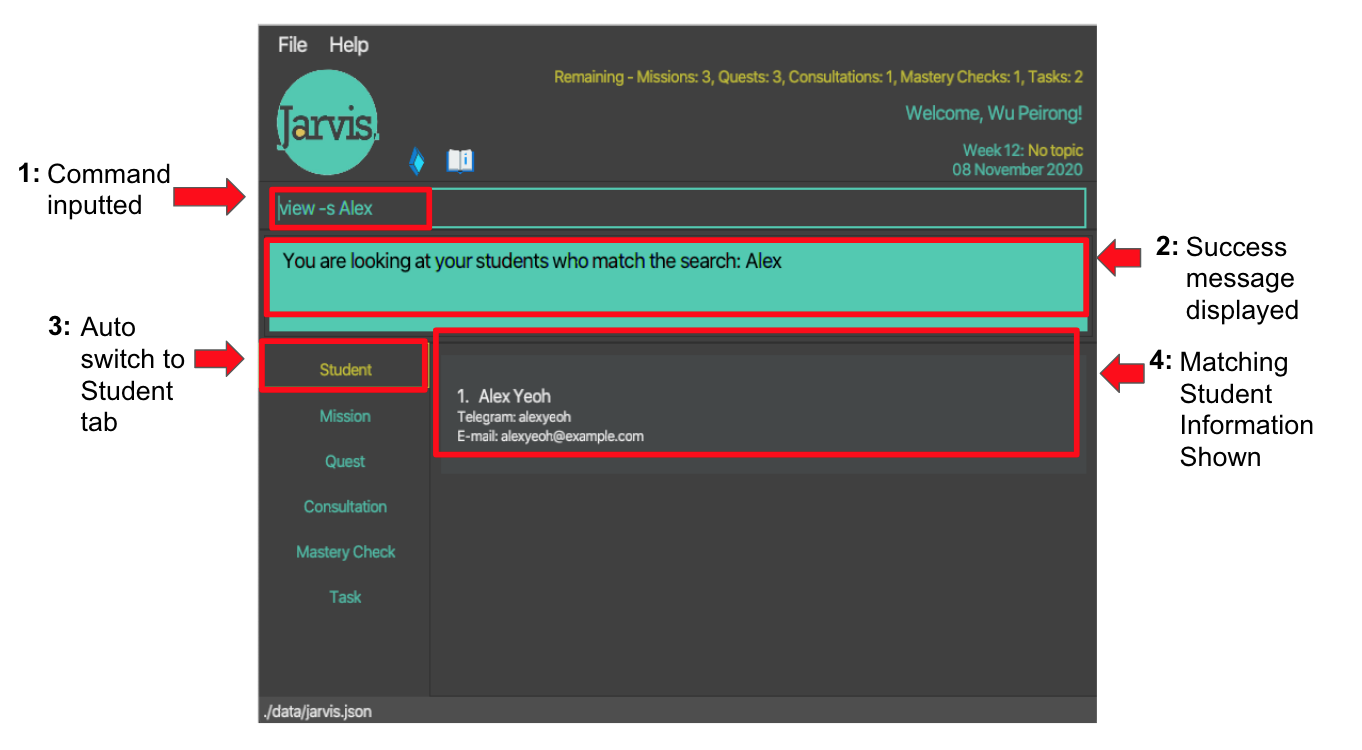 File Help
Remaining - Missions: 3, Quests: 3, Consultations: 1, Mastery Checks: 1, Tasks: 2
Jarvis.
Welcome, Wu Peirong!
Week 12: No topic
08 November 2020
1: Command
inputted
view -s Alex
You are looking at your students who match the search: Alex
2: Success
message
displayed
3: Auto
switch to
Student
tab
Student
Mission
Quest
Consultation
Mastery Check
Task
1. Alex Yeoh
Telegram: alexyeoh
E-mail: alexyeoh@example.com
4: Matching
Student
Information
Shown
./data/jarvis.json